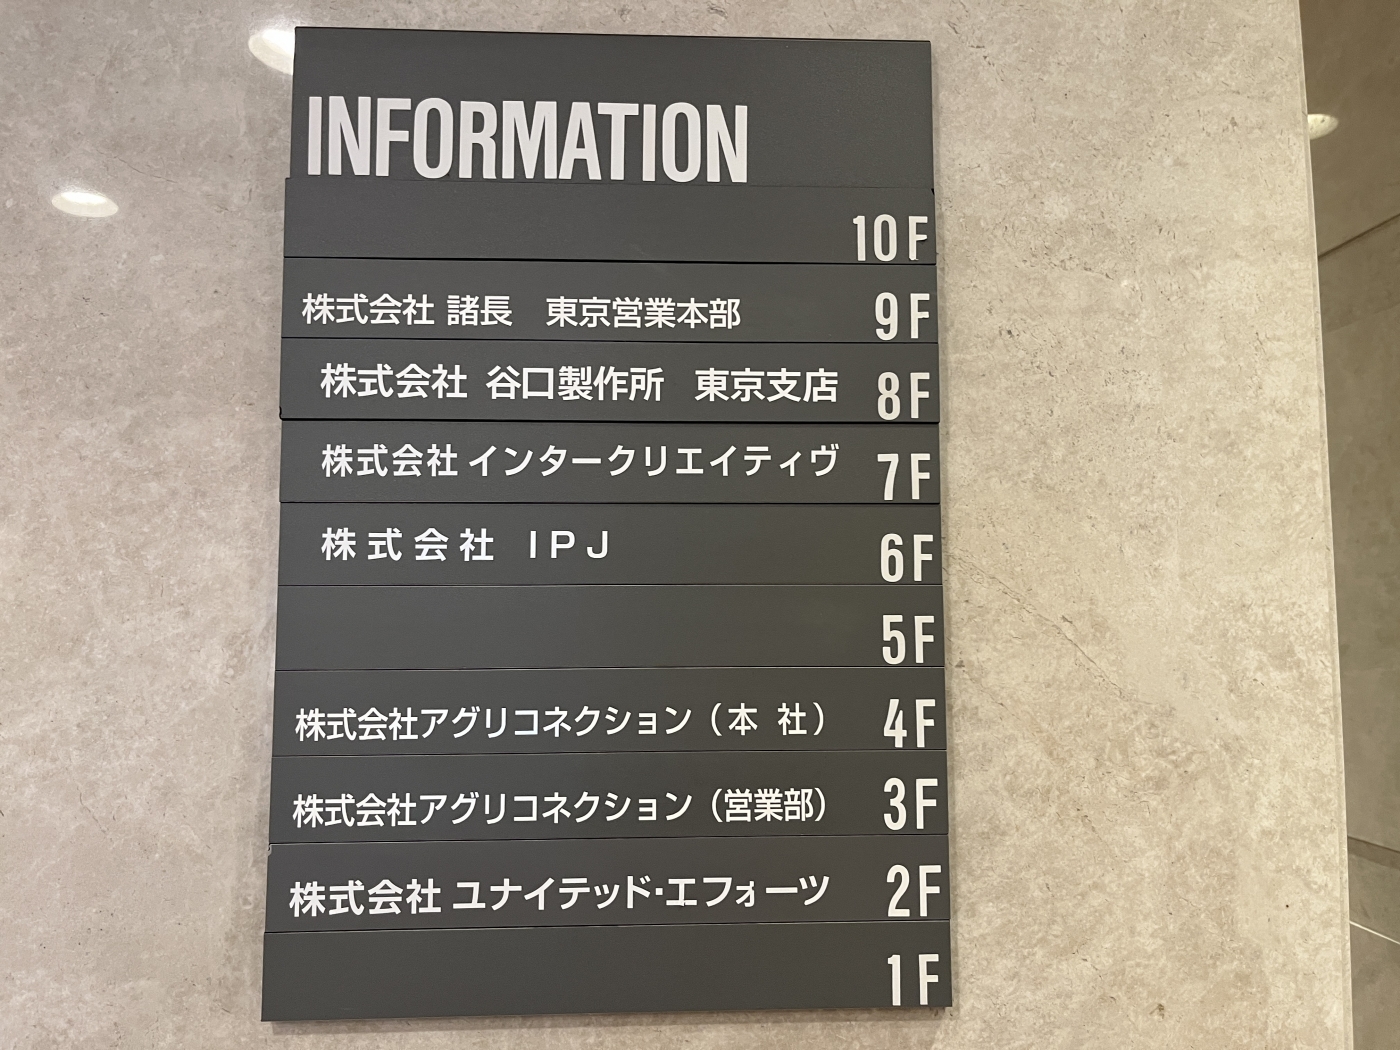 INFORMATION
10F
株式会社 諸長　東京営業本部 9F
株式会社 谷口製作所　東京支店 8F
株式会社 インタークリエイティヴ 7F
株式会社 IPJ 6F
5F
株式会社アグリコネクション（本 社） 4F
株式会社アグリコネクション（営業部） 3F
株式会社 ユナイテッド・エフォーツ 2F
1F